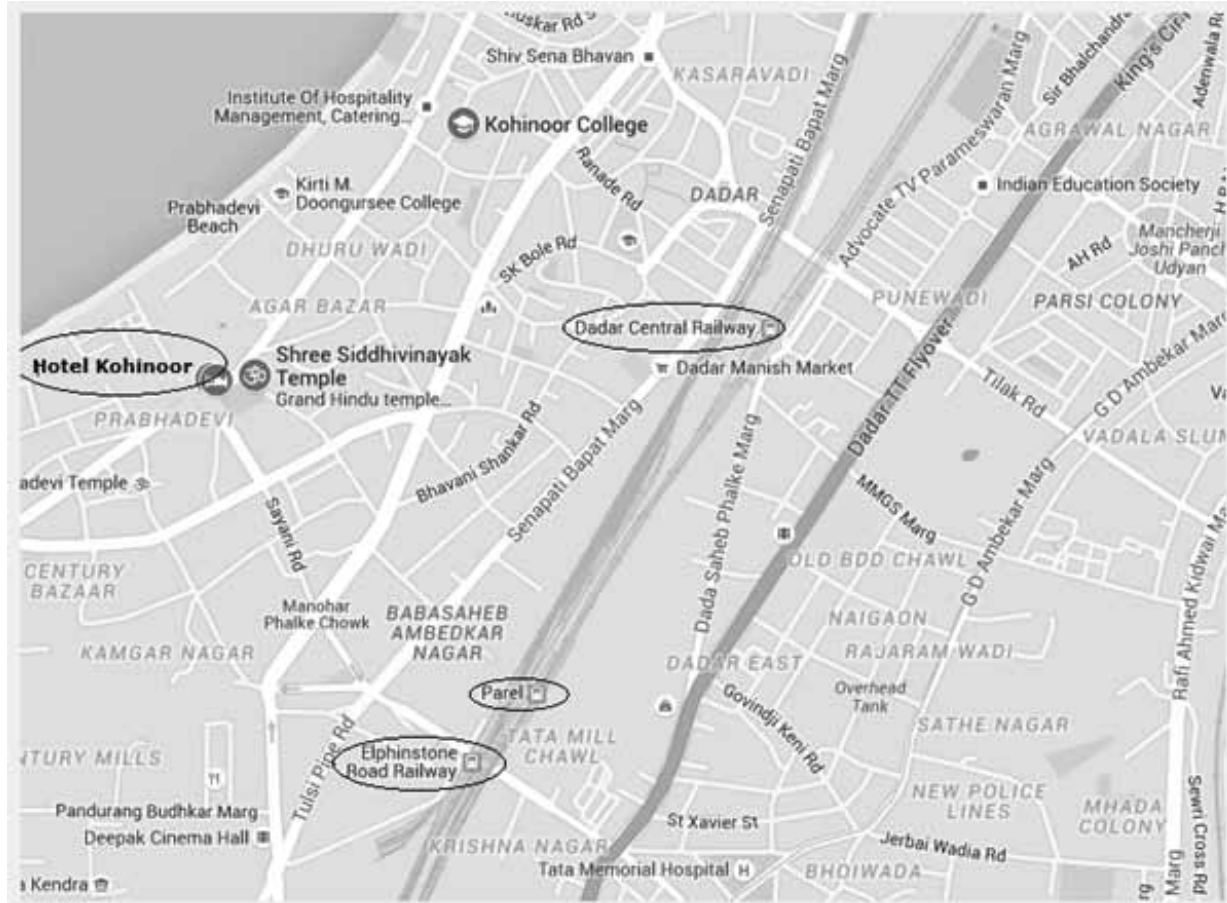 Shiv Sena Bhavan
KASARAVADI
Senapati Bapat Marg
Advocate TV Parameswaran Marg
Sir Bhalchandra
King's Cir
Adenwala R
Institute Of Hospitality
Management, Catering...
Kohinoor College
AGRAWAL NAGAR
Ranade Rd
DADAR
Indian Education Society
Kirti M.
Doongursee College
Prabhadevi
Beach
DHURU WADI
SK Bole Rd
AH Rd
Mancherji
Joshi Panc
Udyan
AGAR BAZAR
PUNEWADI
PARSI COLONY
Dadar Central Railway
Hotel Kohinoor
Shree Siddhivinayak
Temple
Grand Hindu temple...
Dadar Manish Market
Dadar TT Flyover
Tilak Rd
G D Ambekar Marg
PRABHADEVI
VADALA SLUM
Bhavani Shankar Rd
Senapati Bapat Marg
Dada Saheb Phalke Marg
MMGS Marg
G D Ambekar Marg
adevi Temple
Sayani Rd
OLD BDD CHAWL
CENTURY
BAZAAR
Manohar
Phalke Chowk
BABASAHEB
AMBEDKAR
NAGAR
NAIGAON
RAJARAM WADI
Rafi Ahmed Kidwai M
KAMGAR NAGAR
DADAR EAST
Parel
Govindji Keni Rd
Overhead
Tank
SATHE NAGAR
NTURY MILLS
Tulsi Pipe Rd
Elphinstone
Road Railway
TATA MILL
CHAWL
NEW POLICE
LINES
MHADA
COLONY
Sewri Cross Rd
Pandurang Budhkar Marg
Deepak Cinema Hall
St Xavier St
KRISHNA NAGAR
Jerbai Wadia Rd
Tata Memorial Hospital H
BHOIWADA
a Kendra
rg
Marg